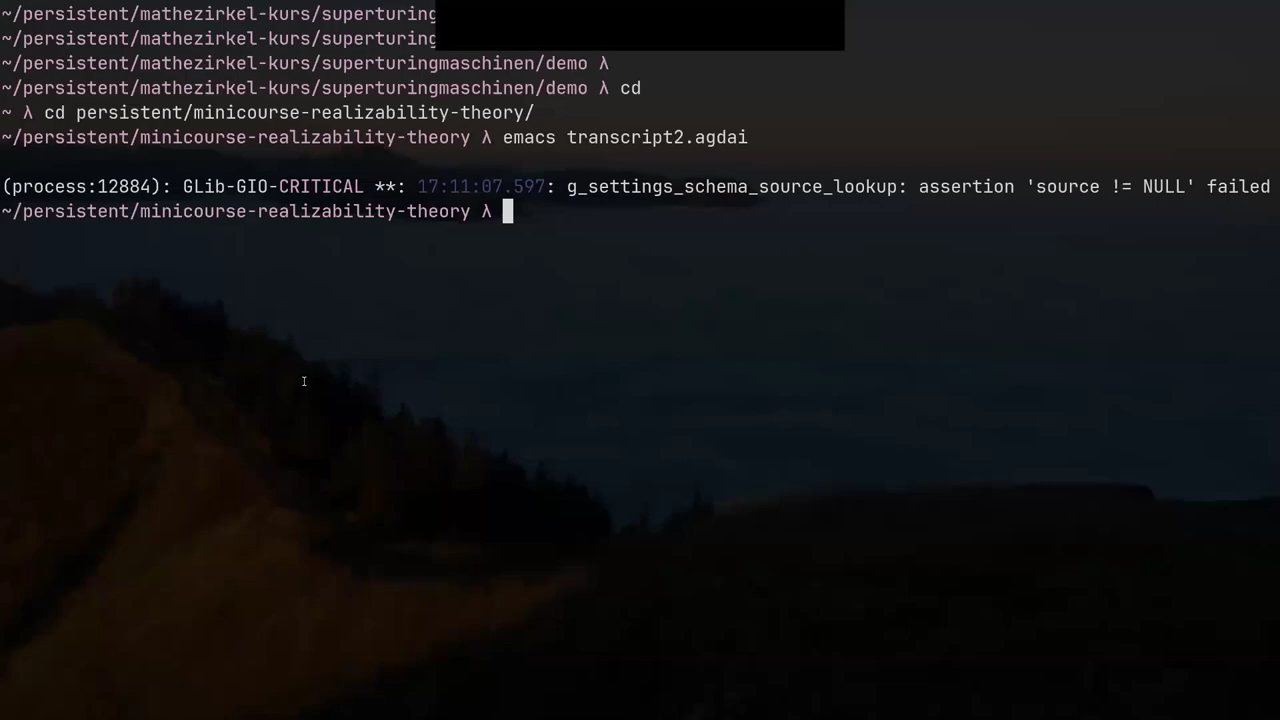 ~/persistent/mathezirkel-kurs/superturing
~/persistent/mathezirkel-kurs/superturing
~/persistent/mathezirkel-kurs/superturingmaschinen/demo λ
~/persistent/mathezirkel-kurs/superturingmaschinen/demo λ cd
~ λ cd persistent/minicourse-realizability-theory/
~/persistent/minicourse-realizability-theory λ emacs transcript2.agdai
(process:12884): GLib-GIO-CRITICAL **: 17:11:07.597: g_settings_schema_source_lookup: assertion 'source != NULL' failed
~/persistent/minicourse-realizability-theory λ